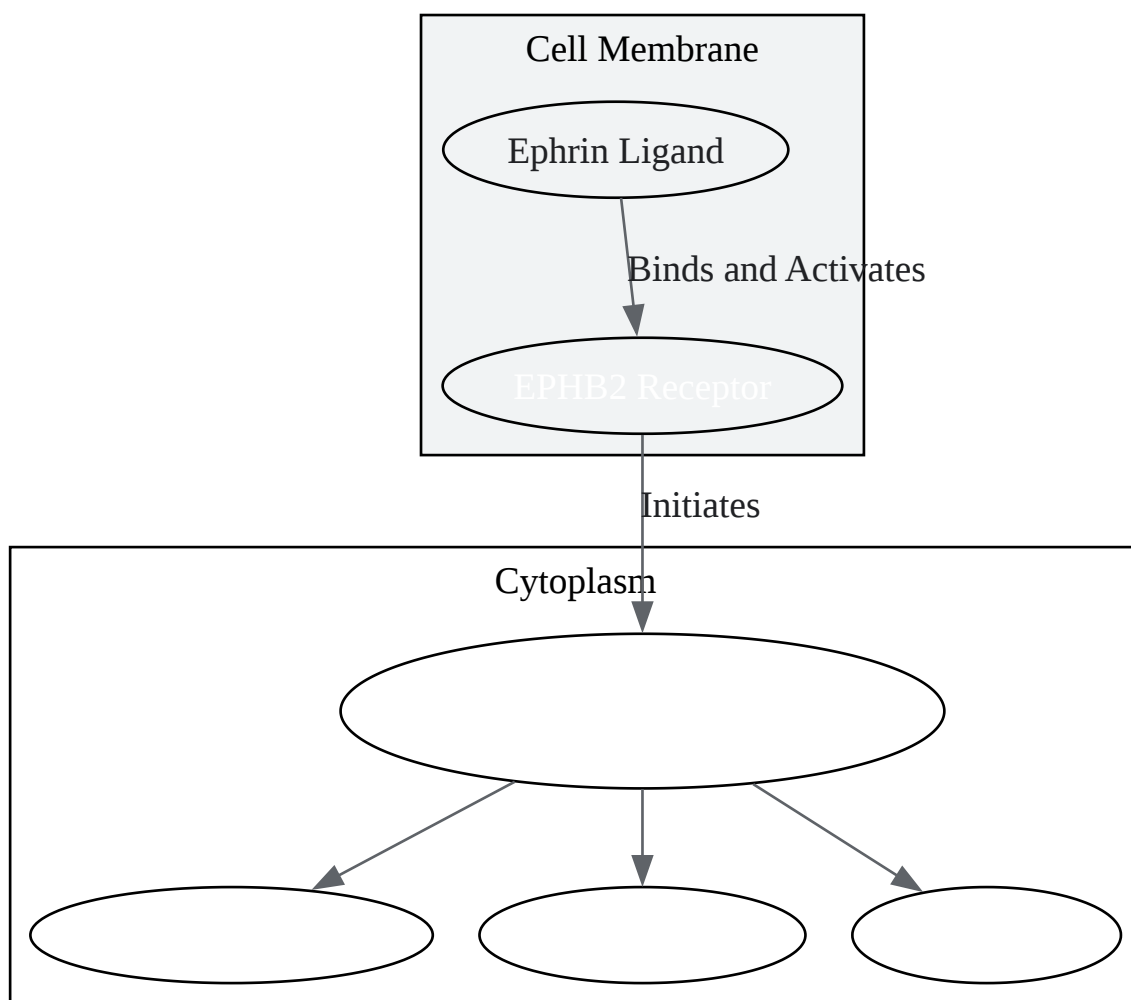 Cell Membrane
Ephrin Ligand
Binds and Activates
EPHB2 Receptor
Initiates
Cytoplasm